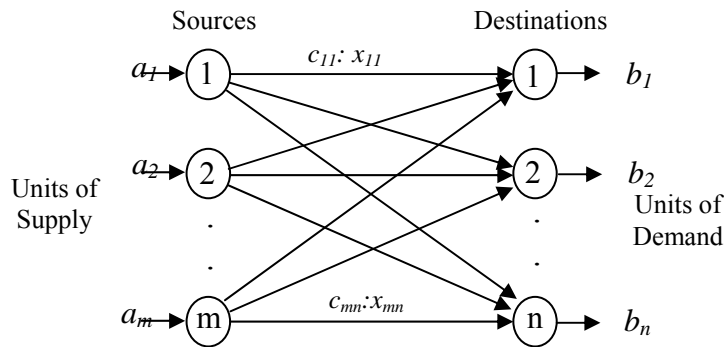 Sources Destinations
c11: x11
a1 1 1 b1
a2 2 2 b2
Units of Supply
Units of Demand
. .
. .
cmn:xmn
am m n bn